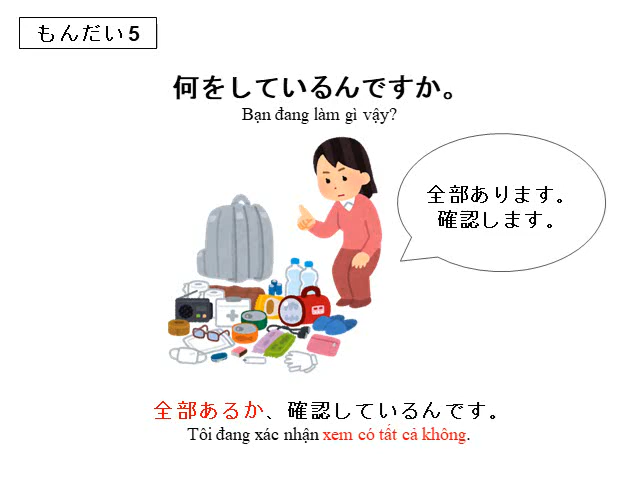 もんだい5
何をしているんですか。
Bạn đang làm gì vậy?
全部あります。
確認します。
全部あるか、確認しているんです。
Tôi đang xác nhận xem có tất cả không.